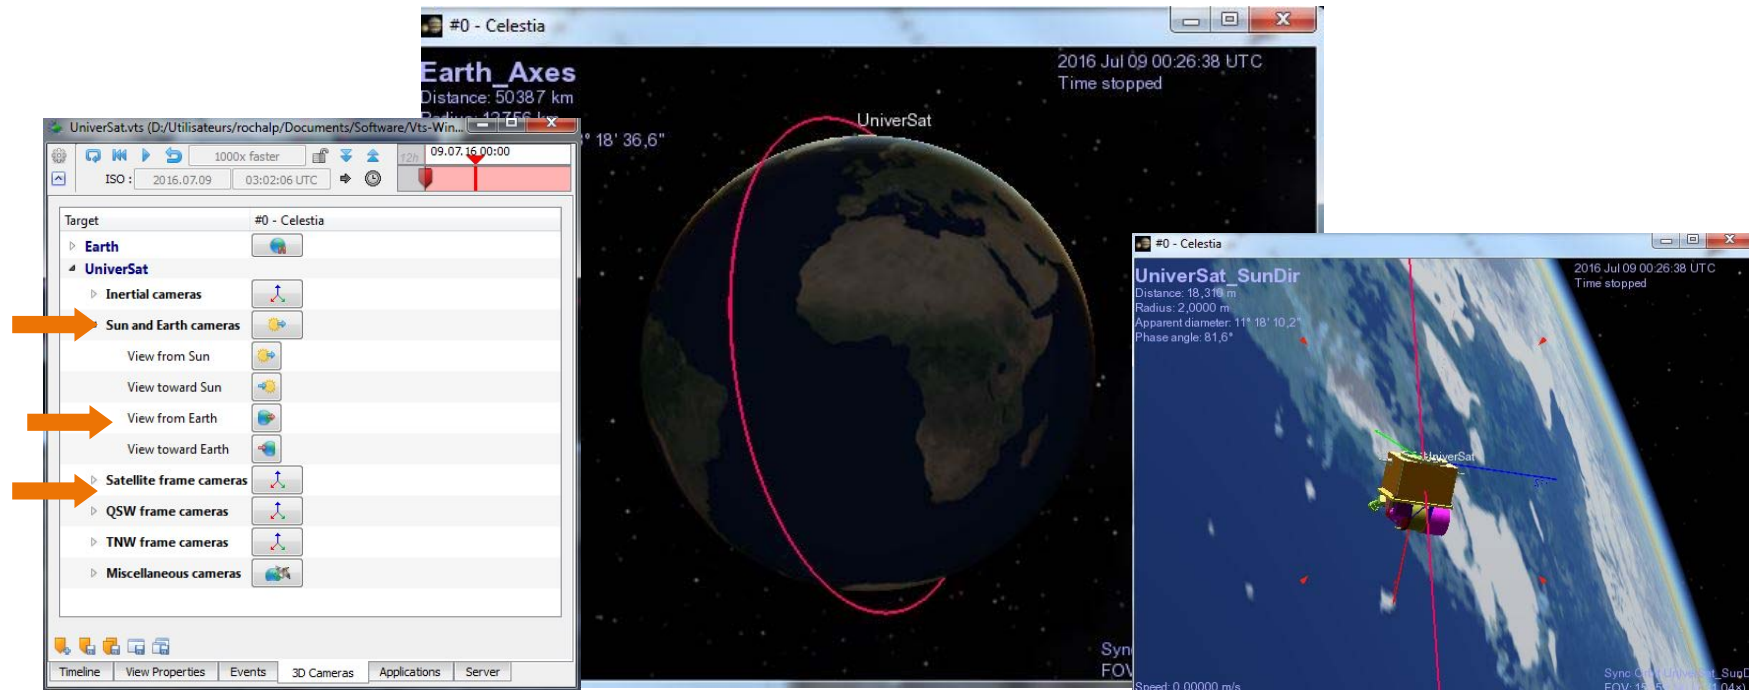 #0 - Celestia
Earth_Axes
Distance: 50387 km
2016 Jul 09 00:26:38 UTC
Time stopped
° 18' 36,6"
UniverSat
FOV
UniverSat.vts (D:/Utilisateurs/rochalp/Documents/Software/Vts-Win...
1000x faster
12h
09.07.16 00:00
ISO :
2016.07.09
03:02:06 UTC
Target
#0 - Celestia
Earth
UniverSat
Inertial cameras
Sun and Earth cameras
View from Sun
View toward Sun
View from Earth
View toward Earth
Satellite frame cameras
QSW frame cameras
TNW frame cameras
Miscellaneous cameras
Timeline
View Properties
Events
3D Cameras
Applications
Server
#0 - Celestia
UniverSat_SunDir
Distance: 18,310 m
Radius: 2,0000 m
Apparent diameter: 11° 18' 10,2"
Phase angle: 81,6°
2016 Jul 09 00:26:38 UTC
Time stopped
UniverSat
Speed: 0,00000 m/s